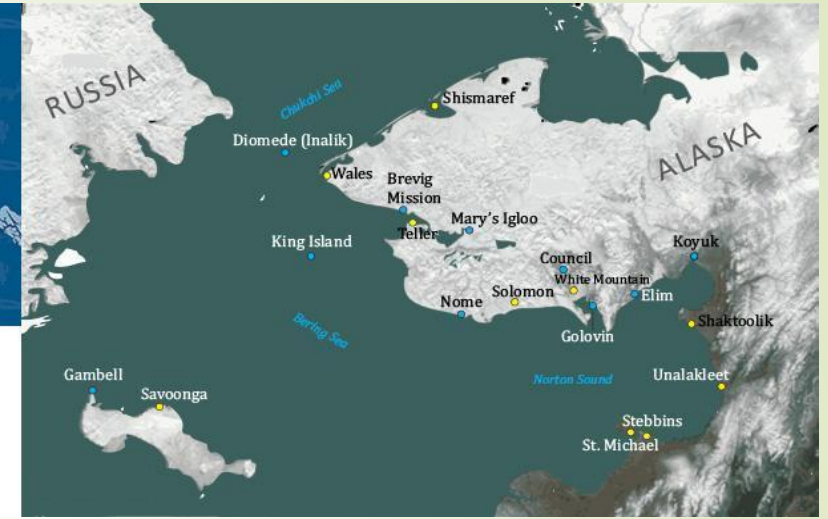 RUSSIA
Chukchi Sea
Shismaref
Diomede (Inalik)
ALASKA
Wales
Brevig
Mission
Teller
Mary's Igloo
King Island
Koyuk
Council
White Mountain
Solomon
Elim
Nome
Golovin
Shaktoolik
Bering Sea
Norton Sound
Unalakleet
Gambell
Savoonga
Stebbins
St. Michael